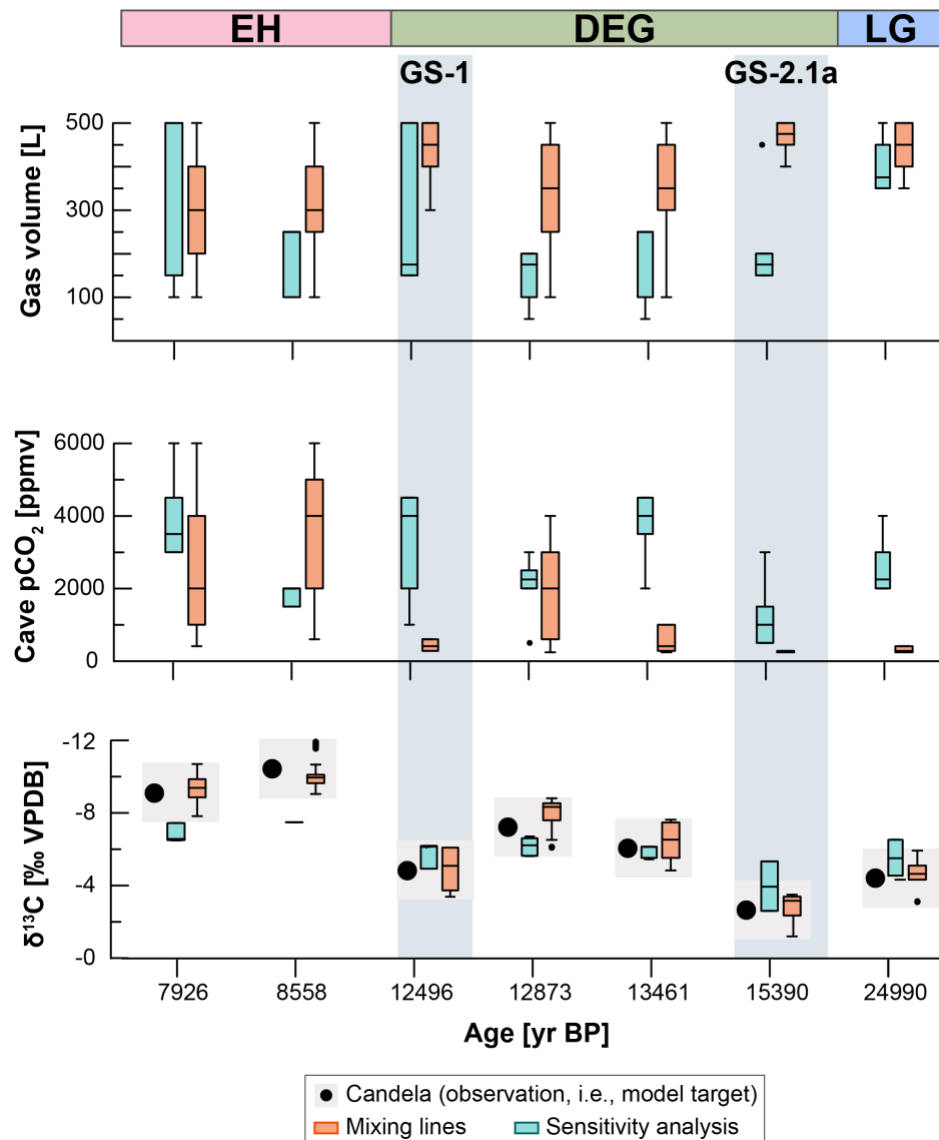 EH DEG LG
GS-1 GS-2.1a
Gas volume [L]
500
300
100
Cave pCO₂ [ppmv]
6000
4000
2000
0
δ¹³C [‰ VPDB]
-12
-8
-4
-0
7926 8558 12496 12873 13461 15390 24990
Age [yr BP]
Candela (observation, i.e., model target)
Mixing lines Sensitivity analysis